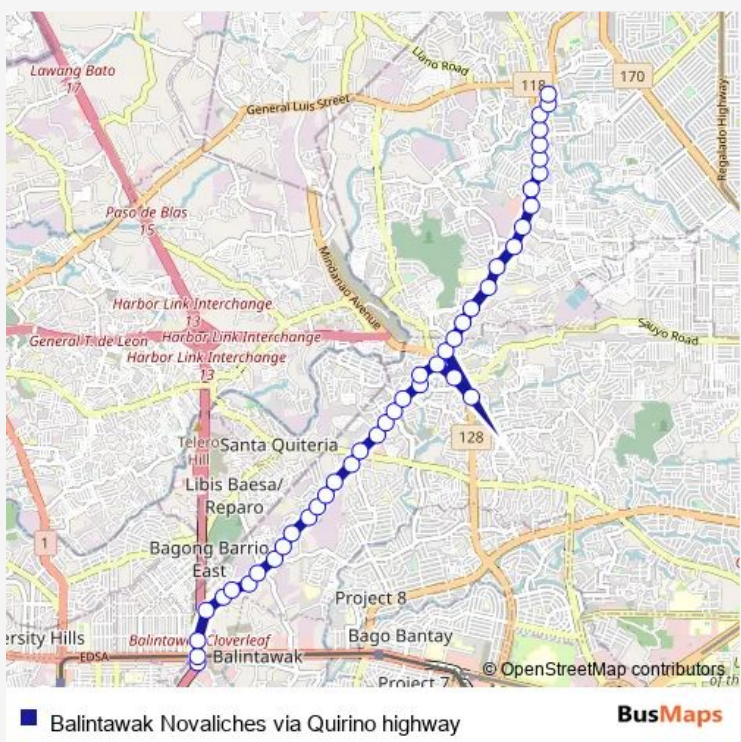 Llano Road
Lawang Bato
17
118
170
General Luis Street
Regalado Highway
Paso de Blas
15
Mindanao Avenue
Harbor Link Interchange
13
General T. de Leon
Harbor Link Interchange
Sauyo Road
Harbor Link Interchange
13
128
Telero
Hill
Santa Quiteria
Libis Baesa/
Reparo
1
Bagong Barrio
East
Project 8
ersity Hills
Balintawak Cloverleaf
Bago Bantay
EDSA
Balintawak
© OpenStreetMap contributors
Project 7
of th
Balintawak Novaliches via Quirino highway
BusMaps